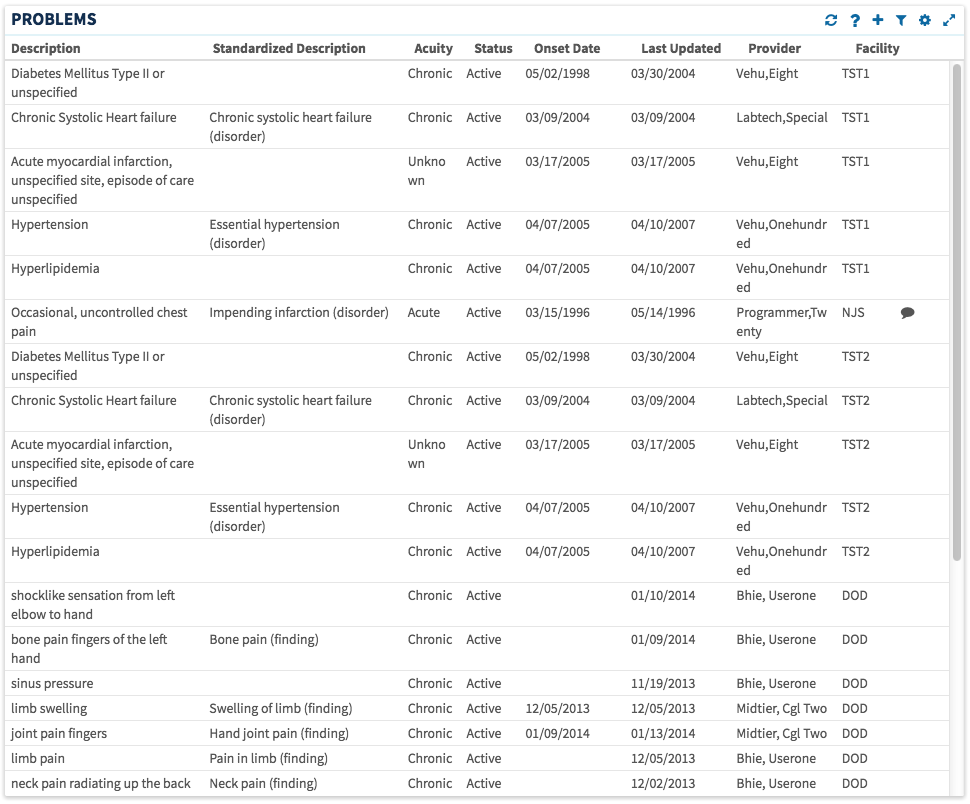 PROBLEMS
Description Standardized Description Acuity Status Onset Date Last Updated Provider Facility
Diabetes Mellitus Type II or Chronic Active 05/02/1998 03/30/2004 Vehu,Eight TST1
unspecified
Chronic Systolic Heart failure Chronic systolic heart failure Chronic Active 03/09/2004 03/09/2004 Labtech,Special TST1
(disorder)
Acute myocardial infarction, Unkno Active 03/17/2005 03/17/2005 Vehu,Eight TST1
unspecified site, episode of care wn
unspecified
Hypertension Essential hypertension Chronic Active 04/07/2005 04/10/2007 Vehu,Onehundr TST1
(disorder) ed
Hyperlipidemia Chronic Active 04/07/2005 04/10/2007 Vehu,Onehundr TST1
ed
Occasional, uncontrolled chest Impending infarction (disorder) Acute Active 03/15/1996 05/14/1996 Programmer,Tw NJS
pain enty
Diabetes Mellitus Type II or Chronic Active 05/02/1998 03/30/2004 Vehu,Eight TST2
unspecified
Chronic Systolic Heart failure Chronic systolic heart failure Chronic Active 03/09/2004 03/09/2004 Labtech,Special TST2
(disorder)
Acute myocardial infarction, Unkno Active 03/17/2005 03/17/2005 Vehu,Eight TST2
unspecified site, episode of care wn
unspecified
Hypertension Essential hypertension Chronic Active 04/07/2005 04/10/2007 Vehu,Onehundr TST2
(disorder) ed
Hyperlipidemia Chronic Active 04/07/2005 04/10/2007 Vehu,Onehundr TST2
ed
shocklike sensation from left Chronic Active 01/10/2014 Bhie, Userone DOD
elbow to hand
bone pain fingers of the left Bone pain (finding) Chronic Active 01/09/2014 Bhie, Userone DOD
hand
sinus pressure Chronic Active 11/19/2013 Bhie, Userone DOD
limb swelling Swelling of limb (finding) Chronic Active 12/05/2013 12/05/2013 Midtier, Cgl Two DOD
joint pain fingers Hand joint pain (finding) Chronic Active 01/09/2014 01/13/2014 Midtier, Cgl Two DOD
limb pain Pain in limb (finding) Chronic Active 12/05/2013 Bhie, Userone DOD
neck pain radiating up the back Neck pain (finding) Chronic Active 12/02/2013 Bhie, Userone DOD